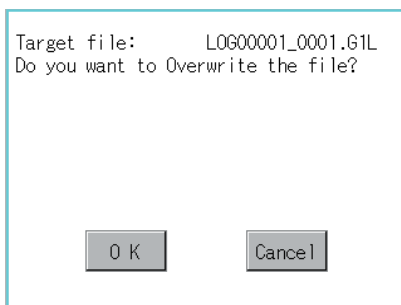 Target file: LOG00001_0001.G1L
Do you want to Overwrite the file?
OK Cancel